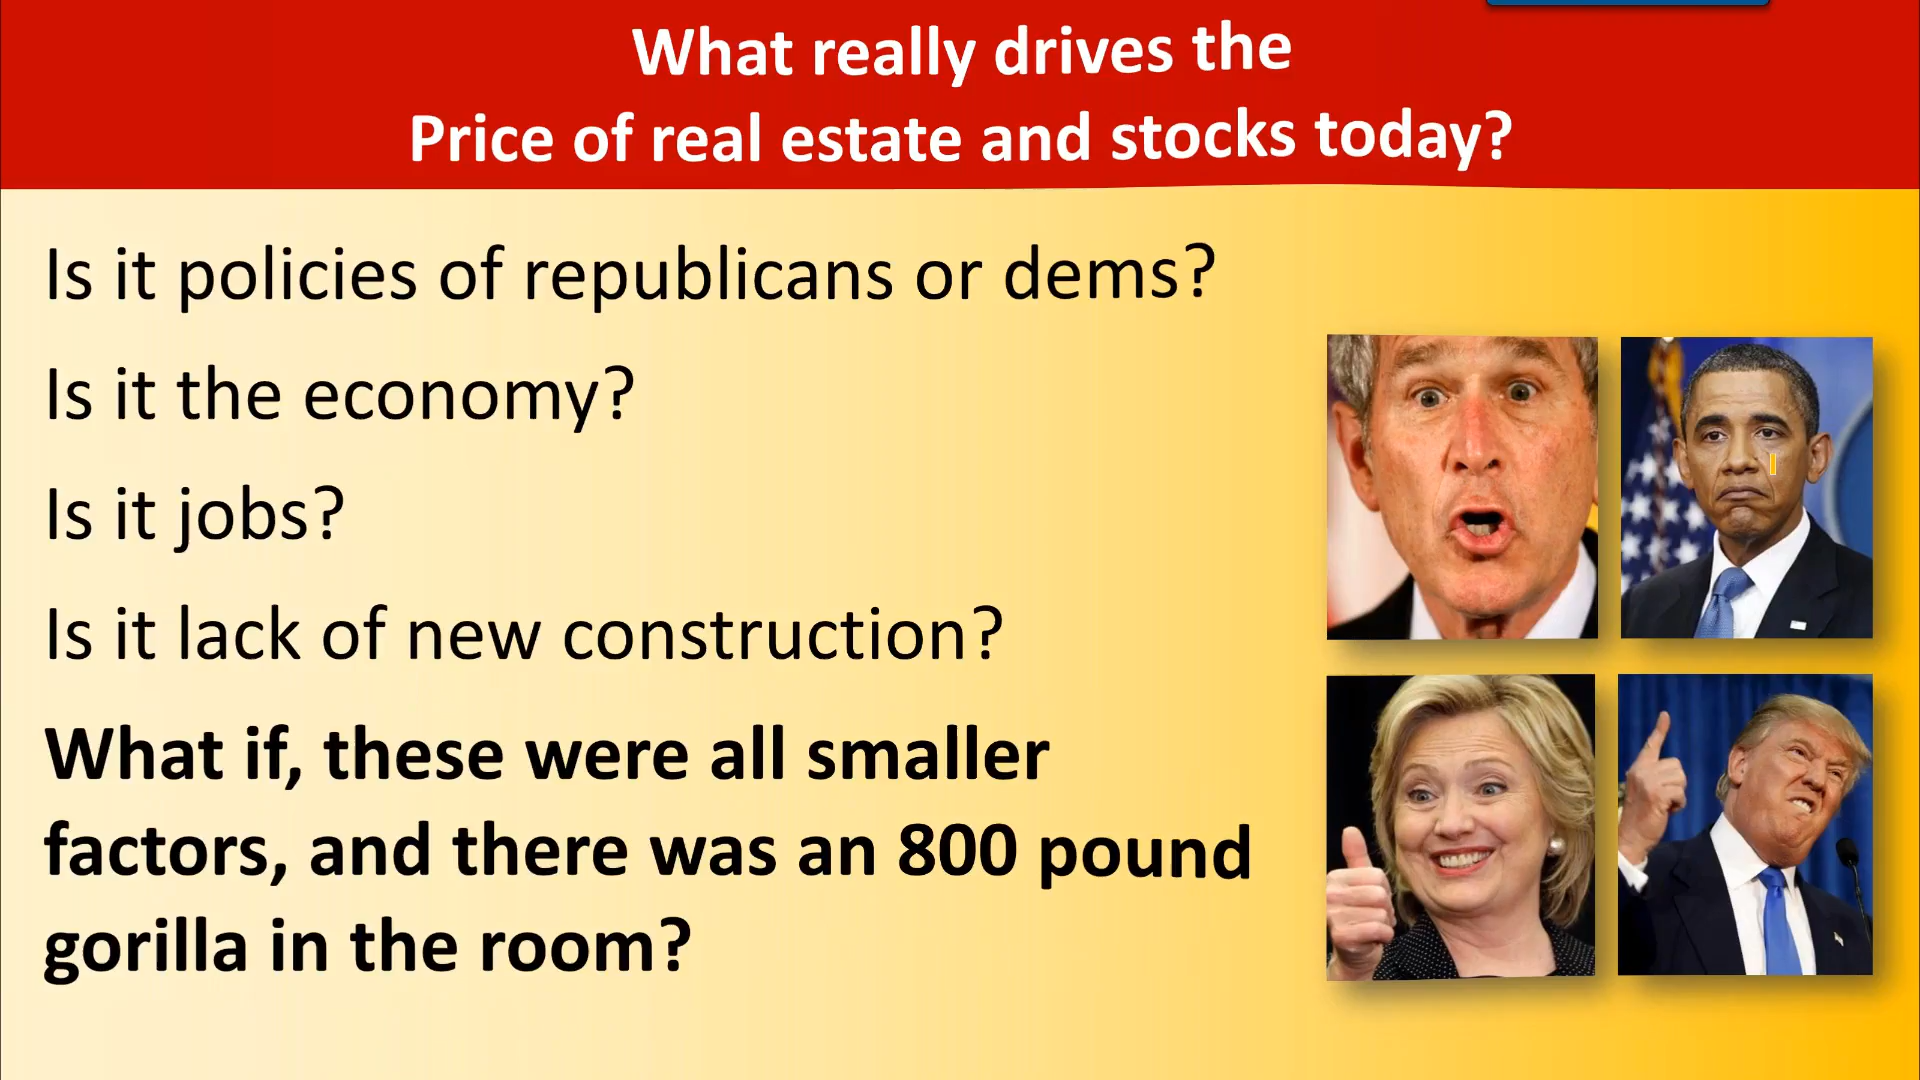 What really drives the
Price of real estate and stocks today?
Is it policies of republicans or dems?
Is it the economy?
Is it jobs?
Is it lack of new construction?
What if, these were all smaller
factors, and there was an 800 pound
gorilla in the room?